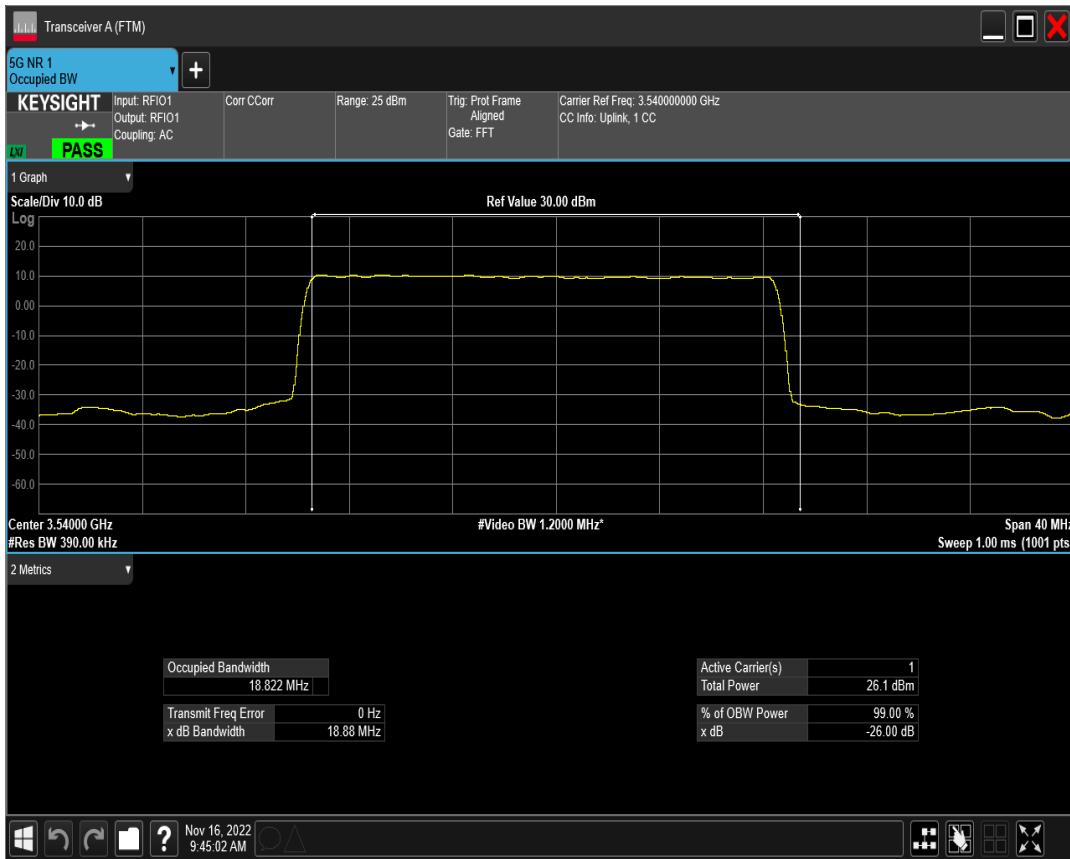 Transceiver A (FTM)
5G NR 1
Occupied BW
+
KEYSIGHT
LXI
PASS
Input: RFIO1
Output: RFIO1
Coupling: AC
Corr CCorr
Range: 25 dBm
Trig: Prot Frame
Aligned
Gate: FFT
Carrier Ref Freq: 3.540000000 GHz
CC Info: Uplink, 1 CC
1 Graph
Scale/Div 10.0 dB
Ref Value 30.00 dBm
Log
20.0
10.0
0.00
-10.0
-20.0
-30.0
-40.0
-50.0
-60.0
Center 3.54000 GHz
#Video BW 1.2000 MHz*
Span 40 MHz
#Res BW 390.00 kHz
Sweep 1.00 ms (1001 pts
2 Metrics
Occupied Bandwidth
18.822 MHz
Transmit Freq Error 0 Hz
x dB Bandwidth 18.88 MHz
Active Carrier(s) 1
Total Power 26.1 dBm
% of OBW Power 99.00 %
x dB -26.00 dB
?
Nov 16, 2022
9:45:02 AM